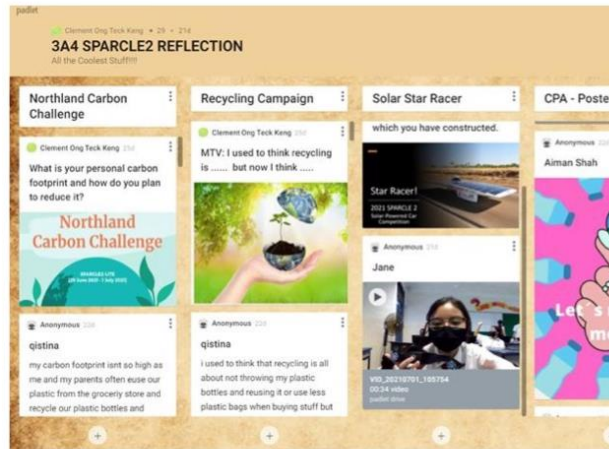 padlet
Clement Ong Teck Keng • 29 • 21d
3A4 SPARCLE2 REFLECTION
All the Coolest Stuff!!!!
Northland Carbon
Challenge
Clement Ong Teck Keng 21d
What is your personal carbon
footprint and how do you plan
to reduce it?
Northland
Carbon Challenge
Anonymous 22d
qistina
my carbon footprint isnt so high as
me and my parents often euse our
plastic from the groceriy store and
recycle our plastic bottles and
Recycling Campaign
Clement Ong Teck Keng
MTV: I used to think recycling
is ...... but now I think .....
Anonymous 22d
qistina
i used to think that recycling is all
about not throwing my plastic
bottles and reusing it or use less
plastic bags when buying stuff but
Solar Star Racer
which you have constructed.
Star Racer!
2021 SPARCLE 2
Solar Powered Car
Competition
Anonymous 21d
Jane
VID_20210701_105754
00:34 video
padlet drive
CPA - Poste
Anonymous
Aiman Shah
Let's